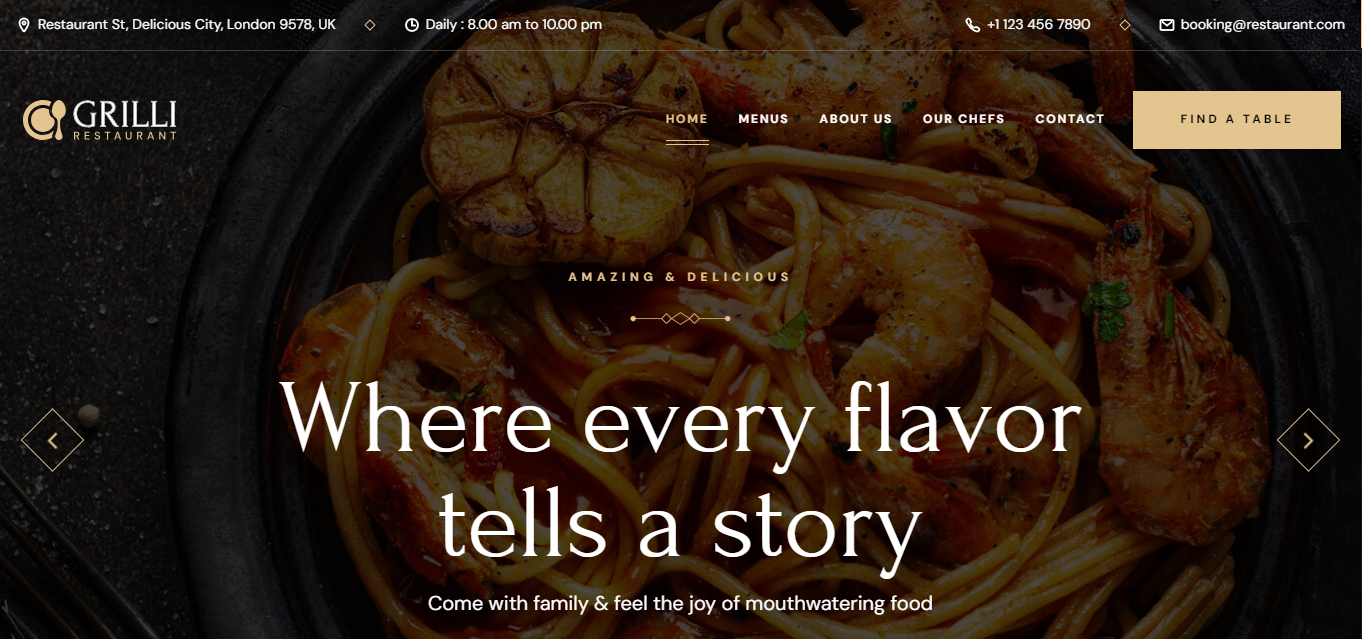 Restaurant St, Delicious City, London 9578, UK
Daily : 8.00 am to 10.00 pm
+1 123 456 7890
booking@restaurant.com
GRILLI
RESTAURANT
HOME
MENUS
ABOUT US
OUR CHEFS
CONTACT
FIND A TABLE
AMAZING & DELICIOUS
Where every flavor
tells a story
Come with family & feel the joy of mouthwatering food